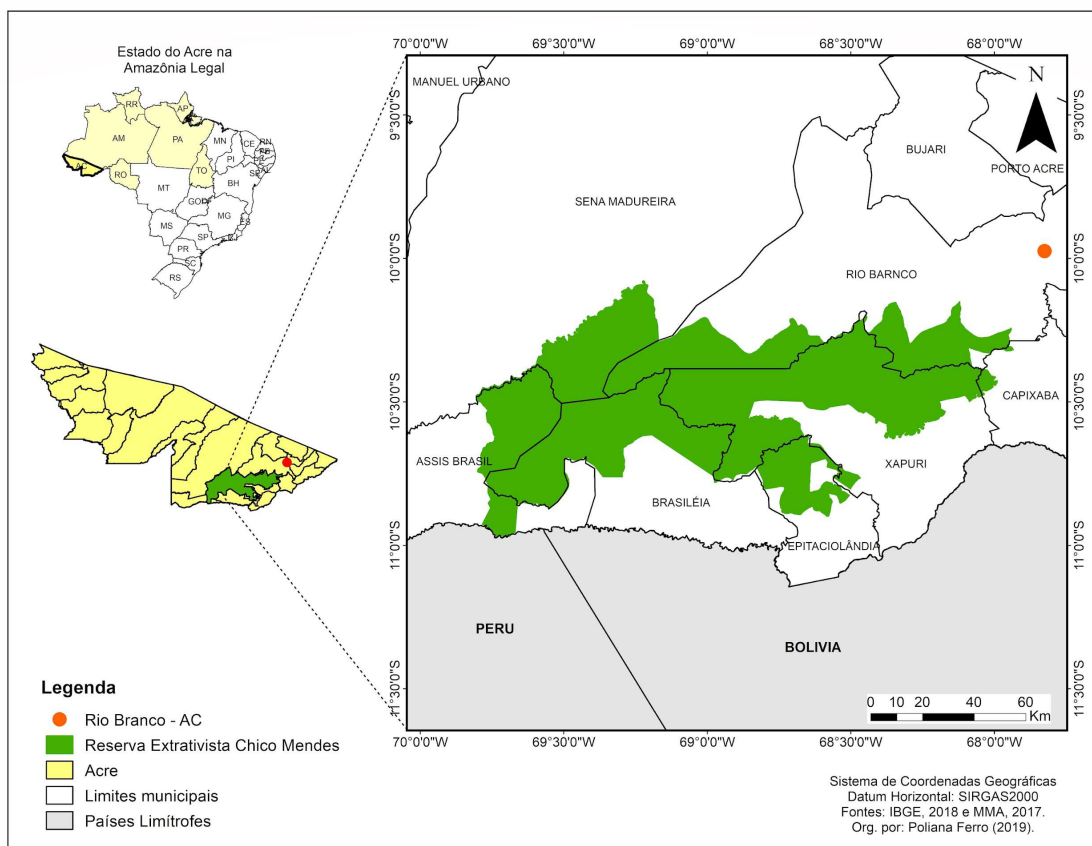 Estado do Acre na
Amazônia Legal
RR
AP
AM
PA
MN
CE
RN
PB
PI
AC
RO
TO
SE
BH
MT
GO
DF
MG
ES
MS
SP
RJ
PR
SC
RS
70°0'0"W 69°30'0"W 69°0'0"W 68°30'0"W 68°0'0"W
9°30'0"S
10°0'0"S
10°30'0"S
11°0'0"S
11°30'0"S
N
MANUEL URBANO
BUJARI
PORTO ACRE
SENA MADUREIRA
RIO BARNCO
CAPIXABA
ASSIS BRASIL
XAPURI
BRASILÉIA
EPITACIOLÂNDIA
PERU
BOLIVIA
9°30'0"S
10°0'0"S
10°30'0"S
11°0'0"S
11°30'0"S
0 10 20 40 60
Km
70°0'0"W 69°30'0"W 69°0'0"W 68°30'0"W 68°0'0"W
Legenda
Rio Branco - AC
Reserva Extrativista Chico Mendes
Acre
Limites municipais
Países Limítrofes
Sistema de Coordenadas Geográficas
Datum Horizontal: SIRGAS2000
Fontes: IBGE, 2018 e MMA, 2017.
Org. por: Poliana Ferro (2019).